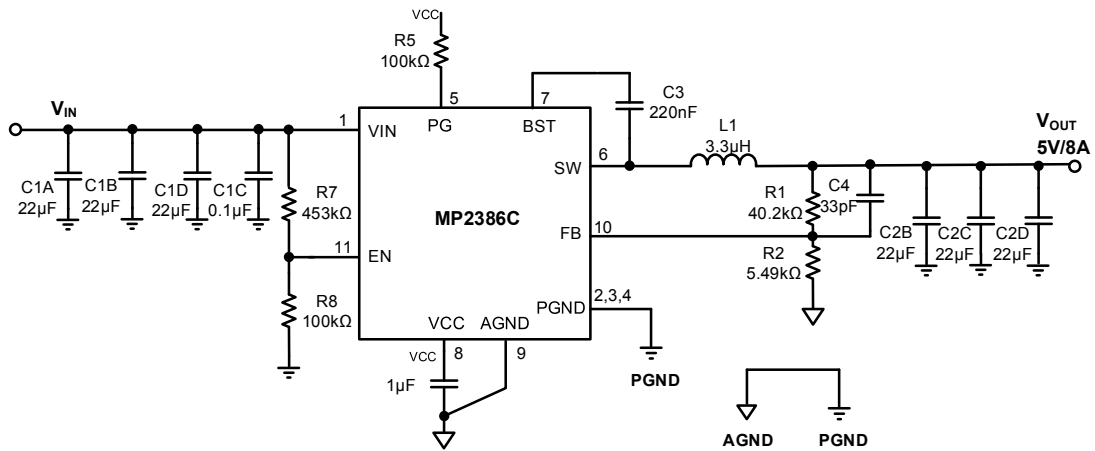 VCC
R5
100kΩ
C3
220nF
5
7
VIN
1
VIN
PG
BST
L1
3.3µH
VOUT
5V/8A
6
SW
C1A
22µF
C1B
22µF
C1D
22µF
C1C
0.1µF
R7
453kΩ
MP2386C
R1
40.2kΩ
C4
33pF
10
FB
11
EN
R2
5.49kΩ
C2B
22µF
C2C
22µF
C2D
22µF
R8
100kΩ
2,3,4
PGND
VCC
AGND
VCC
8
9
1µF
PGND
AGND
PGND